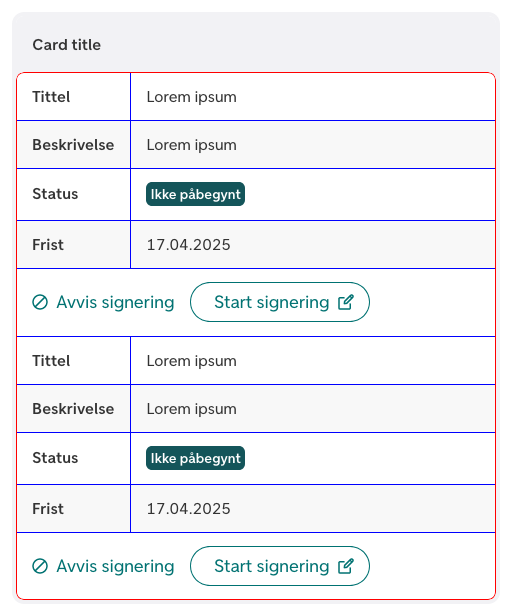 Card title
Tittel Lorem ipsum
Beskrivelse Lorem ipsum
Status Ikke påbegynt
Frist 17.04.2025
Avvis signering Start signering
Tittel Lorem ipsum
Beskrivelse Lorem ipsum
Status Ikke påbegynt
Frist 17.04.2025
Avvis signering Start signering